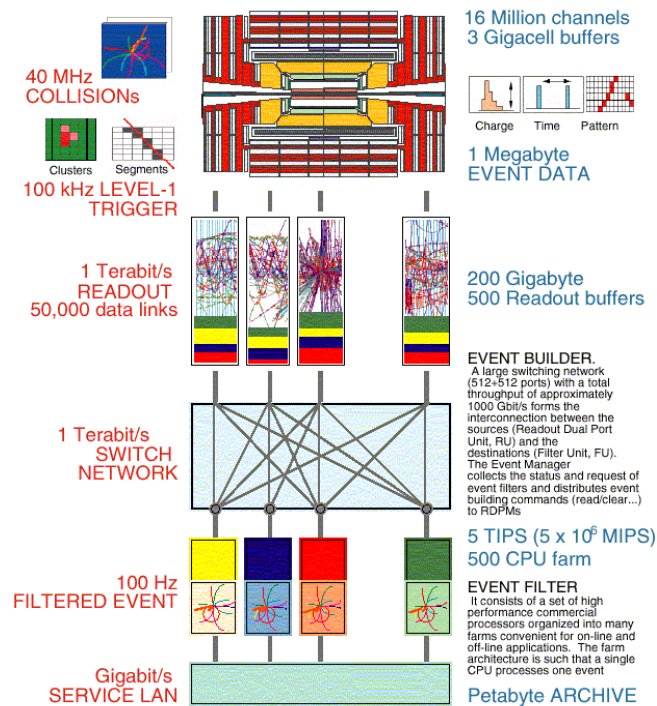 16 Million channels
3 Gigacell buffers
40 MHz
COLLISIONs
Charge
Time
Pattern
Clusters
Segments
1 Megabyte
EVENT DATA
100 kHz LEVEL-1
TRIGGER
1 Terabit/s
READOUT
50,000 data links
200 Gigabyte
500 Readout buffers
EVENT BUILDER.
A large switching network
(512+512 ports) with a total
throughput of approximately
1000 Gbit/s forms the
interconnection between the
sources (Readout Dual Port
Unit, RU) and the
destinations (Filter Unit, FU).
The Event Manager
collects the status and request of
event filters and distributes event
building commands (read/clear...)
to RDPMs
1 Terabit/s
SWITCH
NETWORK
5 TIPS (5 x 10⁶ MIPS)
500 CPU farm
100 Hz
FILTERED EVENT
EVENT FILTER
It consists of a set of high
performance commercial
processors organized into many
farms convenient for on-line and
off-line applications. The farm
architecture is such that a single
CPU processes one event
Gigabit/s
SERVICE LAN
Petabyte ARCHIVE